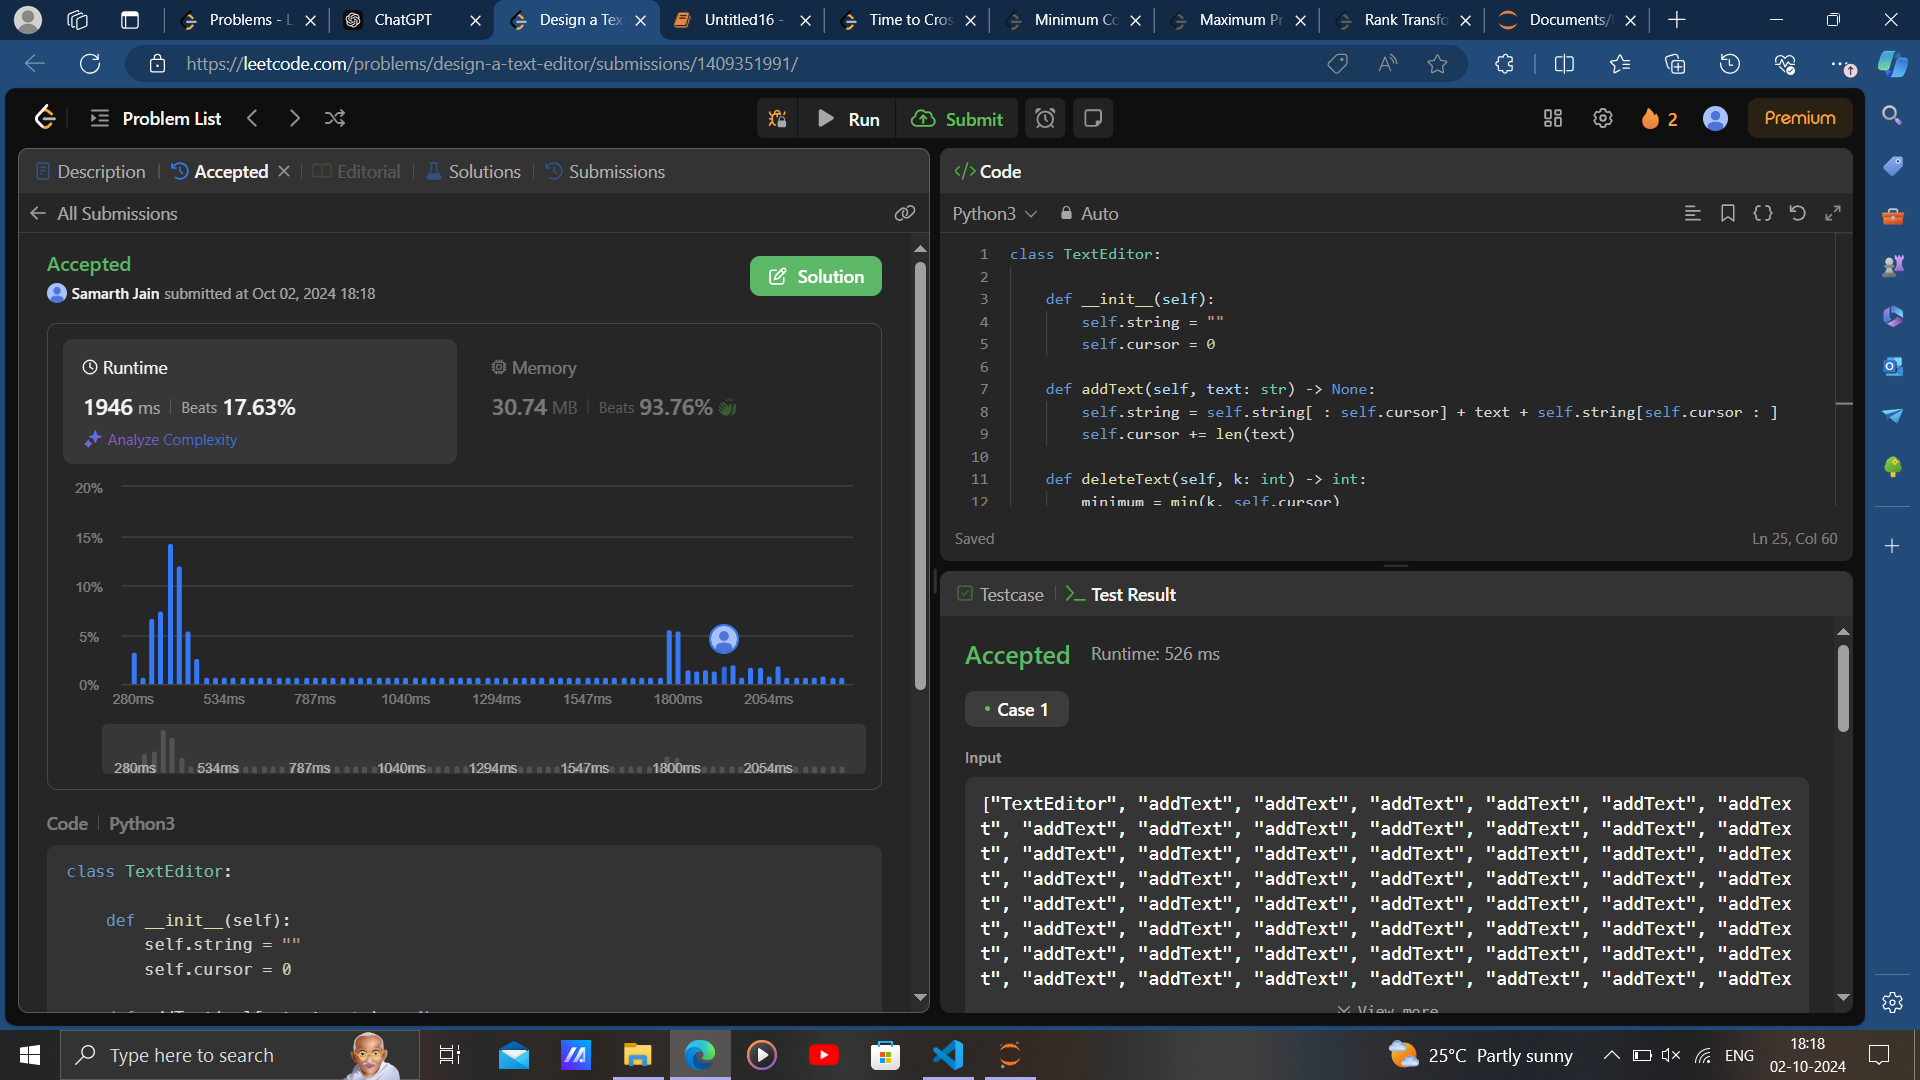 Problems - L
ChatGPT
Design a Tex
Untitled16 -
Time to Cros
Minimum Co
Maximum Pr
Rank Transfo
Documents/
https://leetcode.com/problems/design-a-text-editor/submissions/1409351991/
Problem List
Run
Submit
2
Premium
Description
Accepted
Editorial
Solutions
Submissions
All Submissions
Accepted
Samarth Jain submitted at Oct 02, 2024 18:18
Solution
Runtime
1946 ms | Beats 17.63%
Analyze Complexity
Memory
30.74 MB | Beats 93.76%
20%
15%
10%
5%
0%
280ms 534ms 787ms 1040ms 1294ms 1547ms 1800ms 2054ms
280ms 534ms 787ms 1040ms 1294ms 1547ms 1800ms 2054ms
Code | Python3
class TextEditor:
def __init__(self):
self.string = ""
self.cursor = 0
</> Code
Python3
Auto
1 class TextEditor:
2
3 def __init__(self):
4 self.string = ""
5 self.cursor = 0
6
7 def addText(self, text: str) -> None:
8 self.string = self.string[ : self.cursor] + text + self.string[self.cursor : ]
9 self.cursor += len(text)
10
11 def deleteText(self, k: int) -> int:
12 minimum = min(k, self.cursor)
Saved
Ln 25, Col 60
Testcase
Test Result
Accepted
Runtime: 526 ms
Case 1
Input
["TextEditor", "addText", "addText", "addText", "addText", "addText", "addTex
t", "addText", "addText", "addText", "addText", "addText", "addText", "addTex
t", "addText", "addText", "addText", "addText", "addText", "addText", "addTex
t", "addText", "addText", "addText", "addText", "addText", "addText", "addTex
t", "addText", "addText", "addText", "addText", "addText", "addText", "addTex
t", "addText", "addText", "addText", "addText", "addText", "addText", "addTex
t", "addText", "addText", "addText", "addText", "addText", "addText", "addTex
t", "addText", "addText", "addText", "addText", "addText", "addText", "addTex
View more
Type here to search
25°C Partly sunny
ENG
18:18
02-10-2024